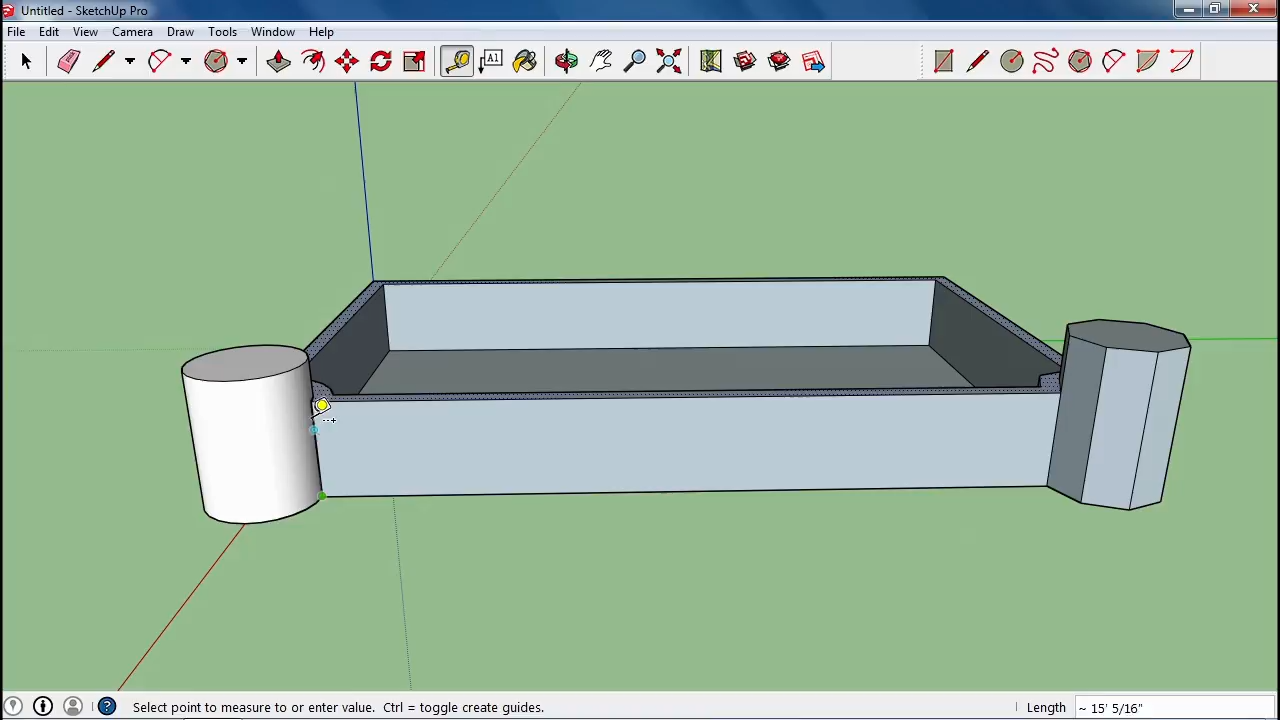 Untitled - SketchUp Pro
File Edit View Camera Draw Tools Window Help
A1
Select point to measure to or enter value. Ctrl = toggle create guides.
Length ~ 15' 5/16"